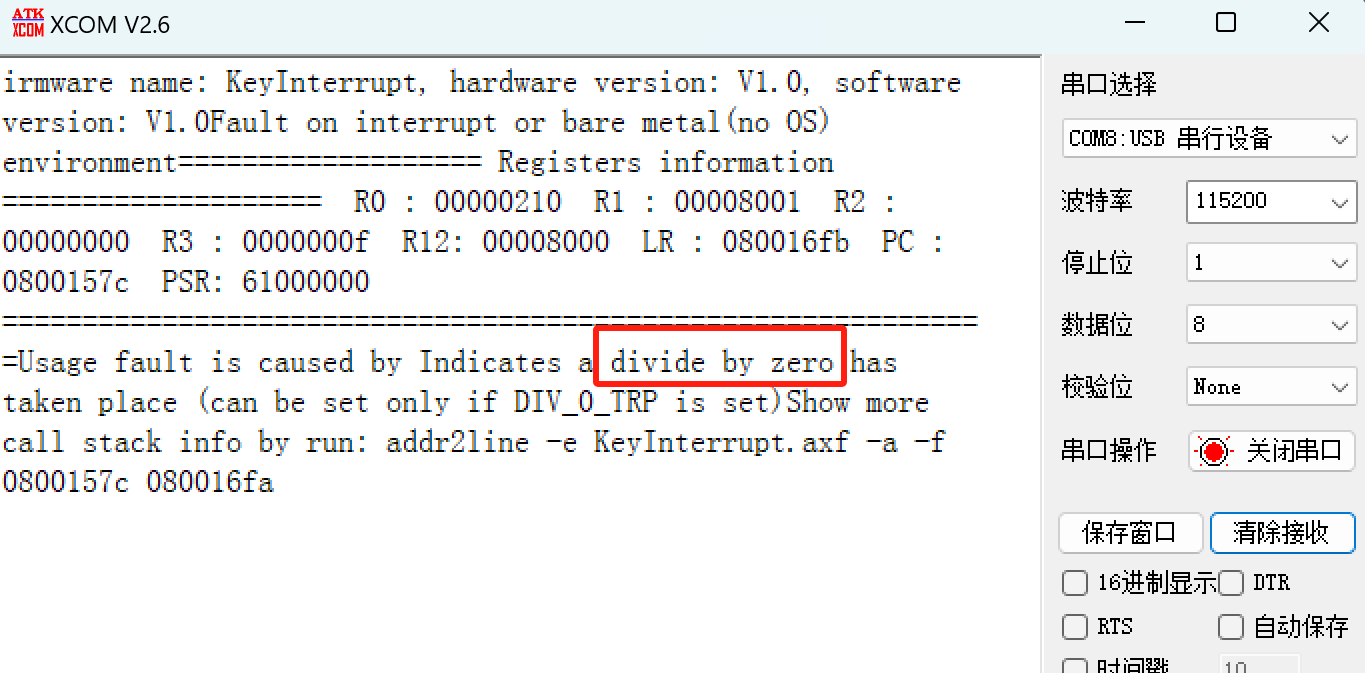 ATK
XCOM XCOM V2.6
irmware name: KeyInterrupt, hardware version: V1.0, software
version: V1.0Fault on interrupt or bare metal(no OS)
environment=================== Registers information
==================== R0 : 00000210 R1 : 00008001 R2 :
00000000 R3 : 0000000f R12: 00008000 LR : 080016fb PC :
0800157c PSR: 61000000
=============================================================
=Usage fault is caused by Indicates a divide by zero has
taken place (can be set only if DIV_0_TRP is set)Show more
call stack info by run: addr2line -e KeyInterrupt.axf -a -f
0800157c 080016fa
串口选择
COM8:USB 串行设备
波特率 115200
停止位 1
数据位 8
校验位 None
串口操作 关闭串口
保存窗口 清除接收
16进制显示 DTR
RTS 自动保存
时间戳 10